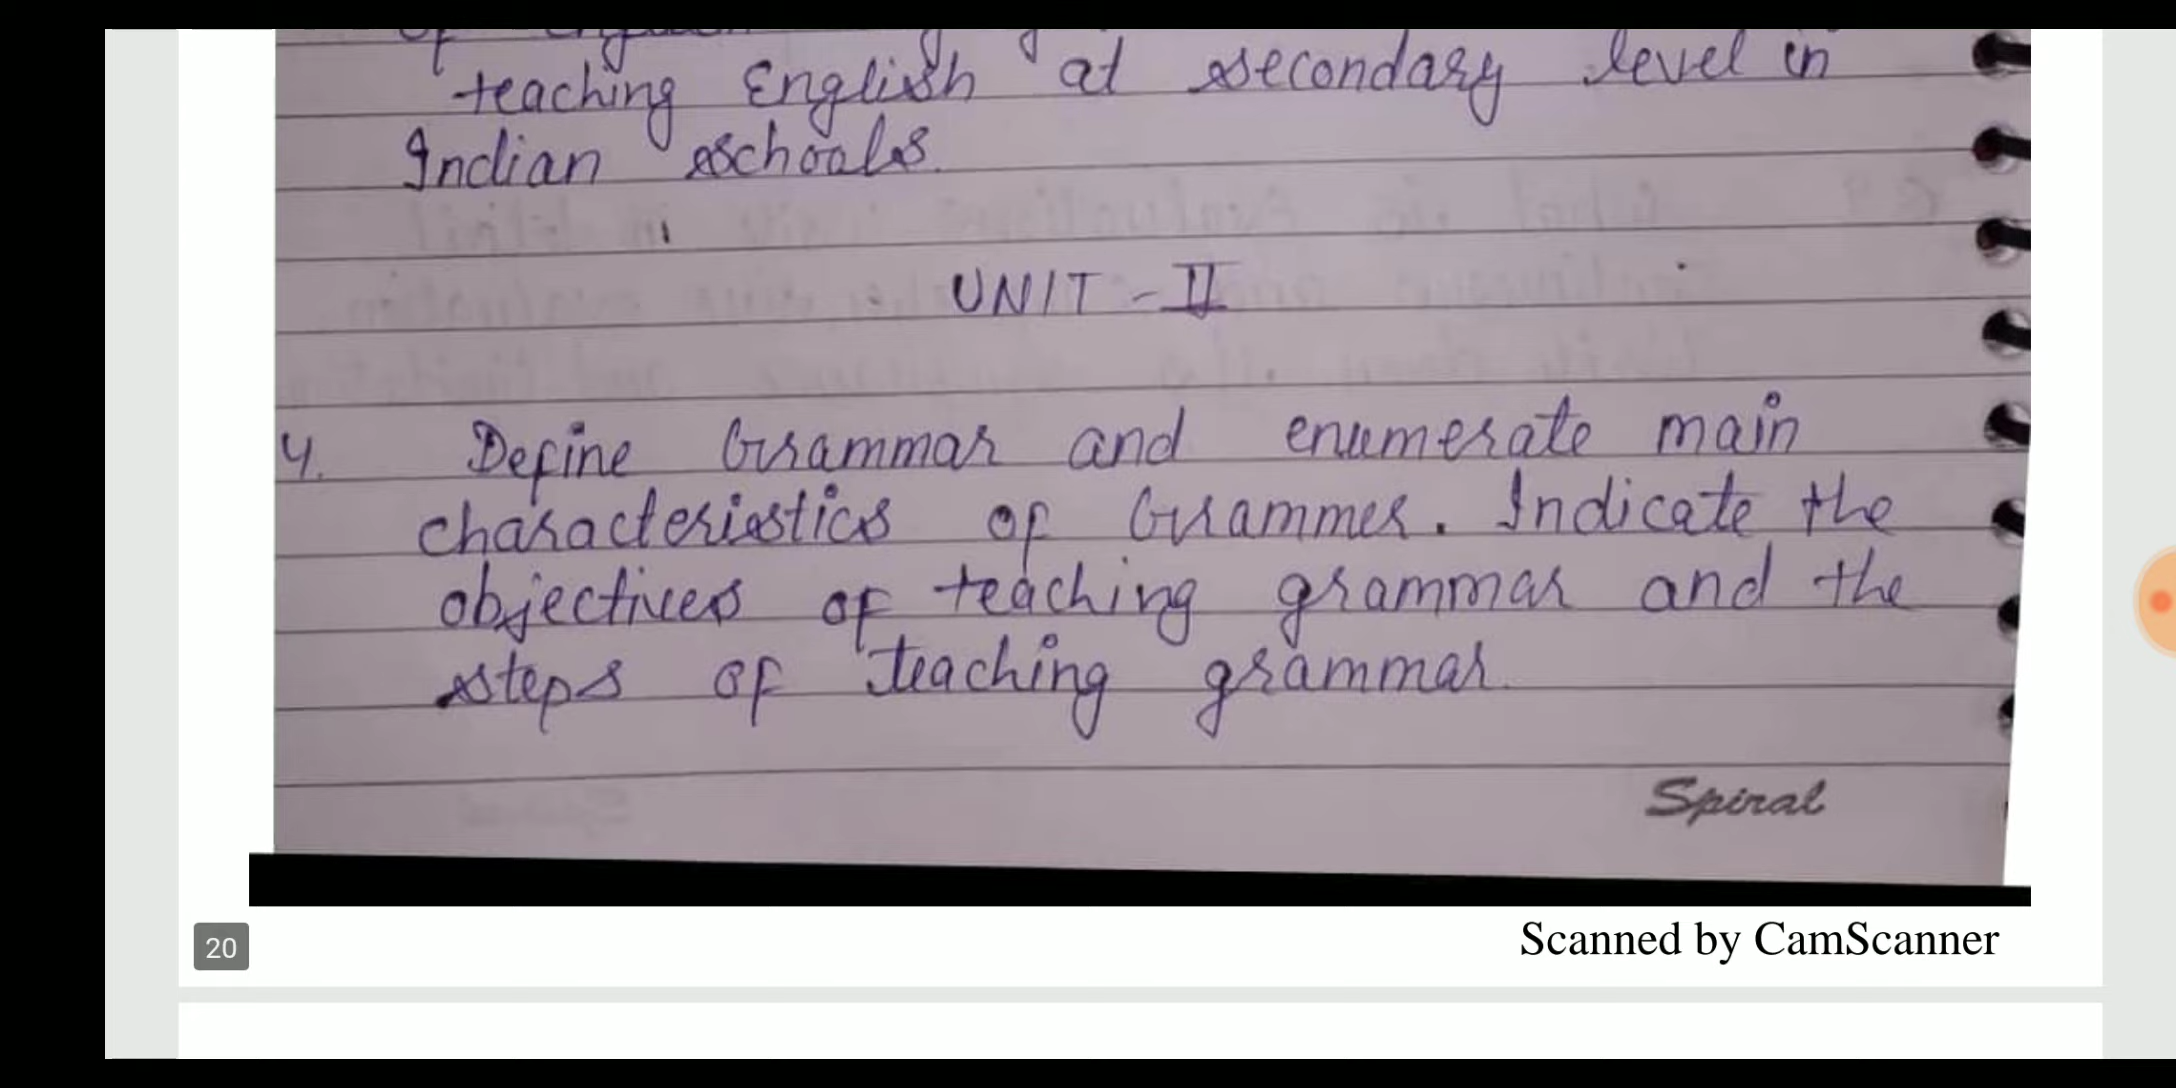 teaching English at secondary level in
Indian schools.
UNIT - II
4. Define Grammar and enumerate main
characteristics of Grammer. Indicate the
objectives of teaching grammar and the
steps of teaching grammar.
Spiral
20
Scanned by CamScanner